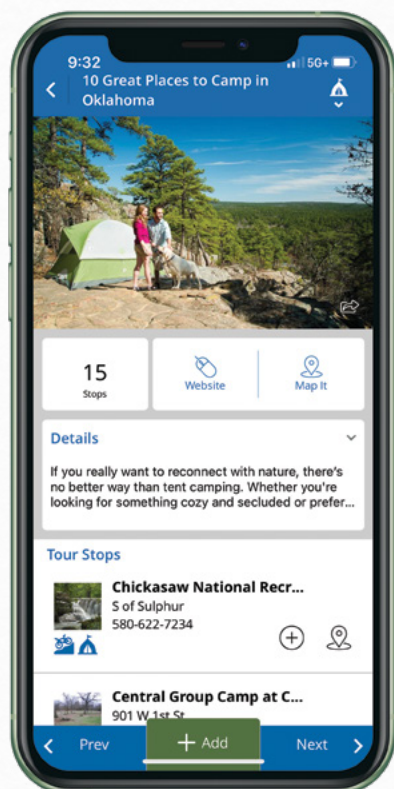 9:32
5G+
10 Great Places to Camp in
Oklahoma
15
Stops
Website
Map It
Details
If you really want to reconnect with nature, there's
no better way than tent camping. Whether you're
looking for something cozy and secluded or prefer...
Tour Stops
Chickasaw National Recr...
S of Sulphur
580-622-7234
Central Group Camp at C...
901 W 1st St
Prev
+ Add
Next